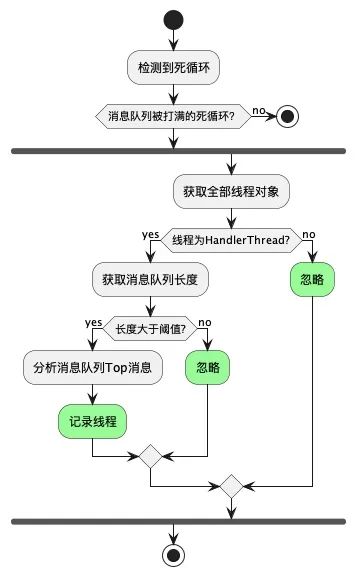 检测到死循环
消息队列被打满的死循环?
no
获取全部线程对象
线程为HandlerThread?
yes
no
获取消息队列长度
忽略
长度大于阈值?
yes
no
分析消息队列Top消息
忽略
记录线程